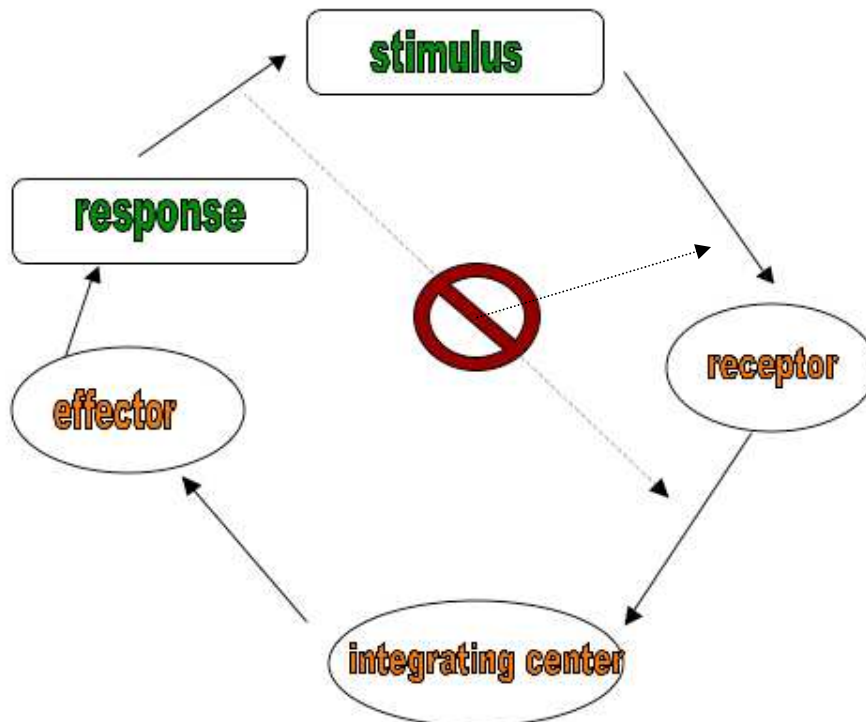 stimulus
response
receptor
effector
integrating center